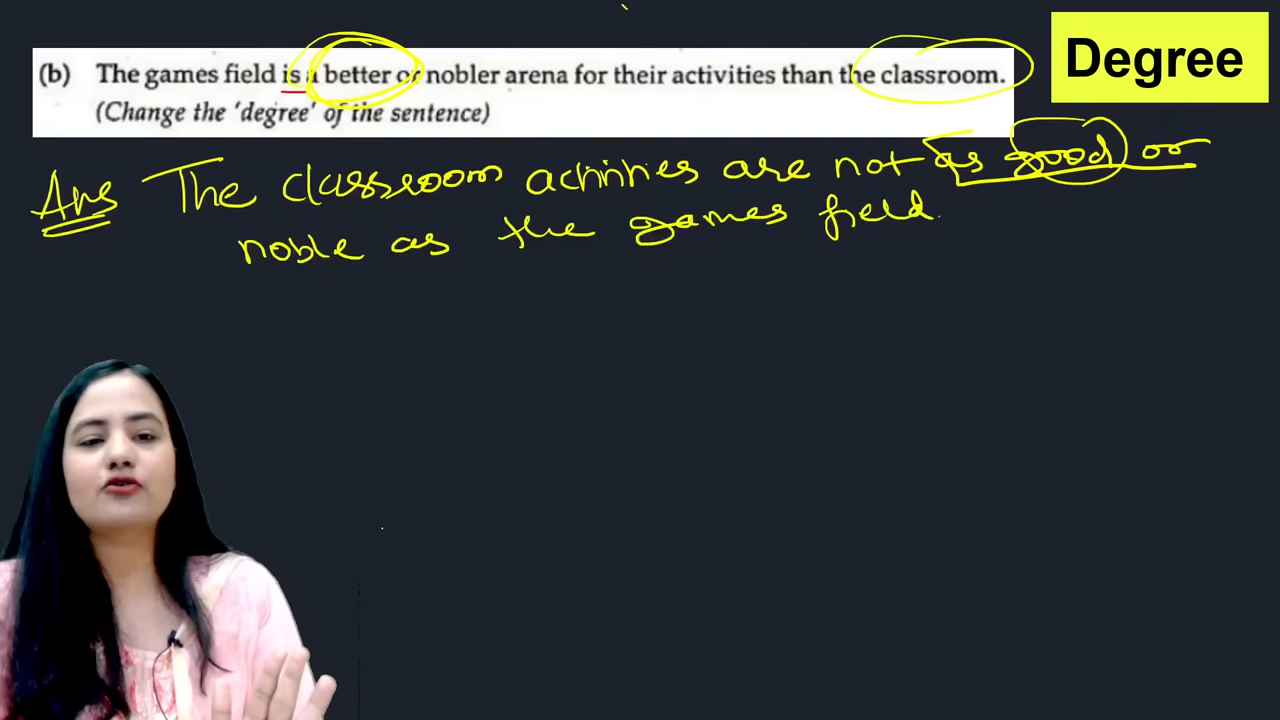 Degree
(b) The games field is a better or nobler arena for their activities than the classroom.
(Change the 'degree' of the sentence)
Ans The classroom activities are not as good or
noble as the games field.